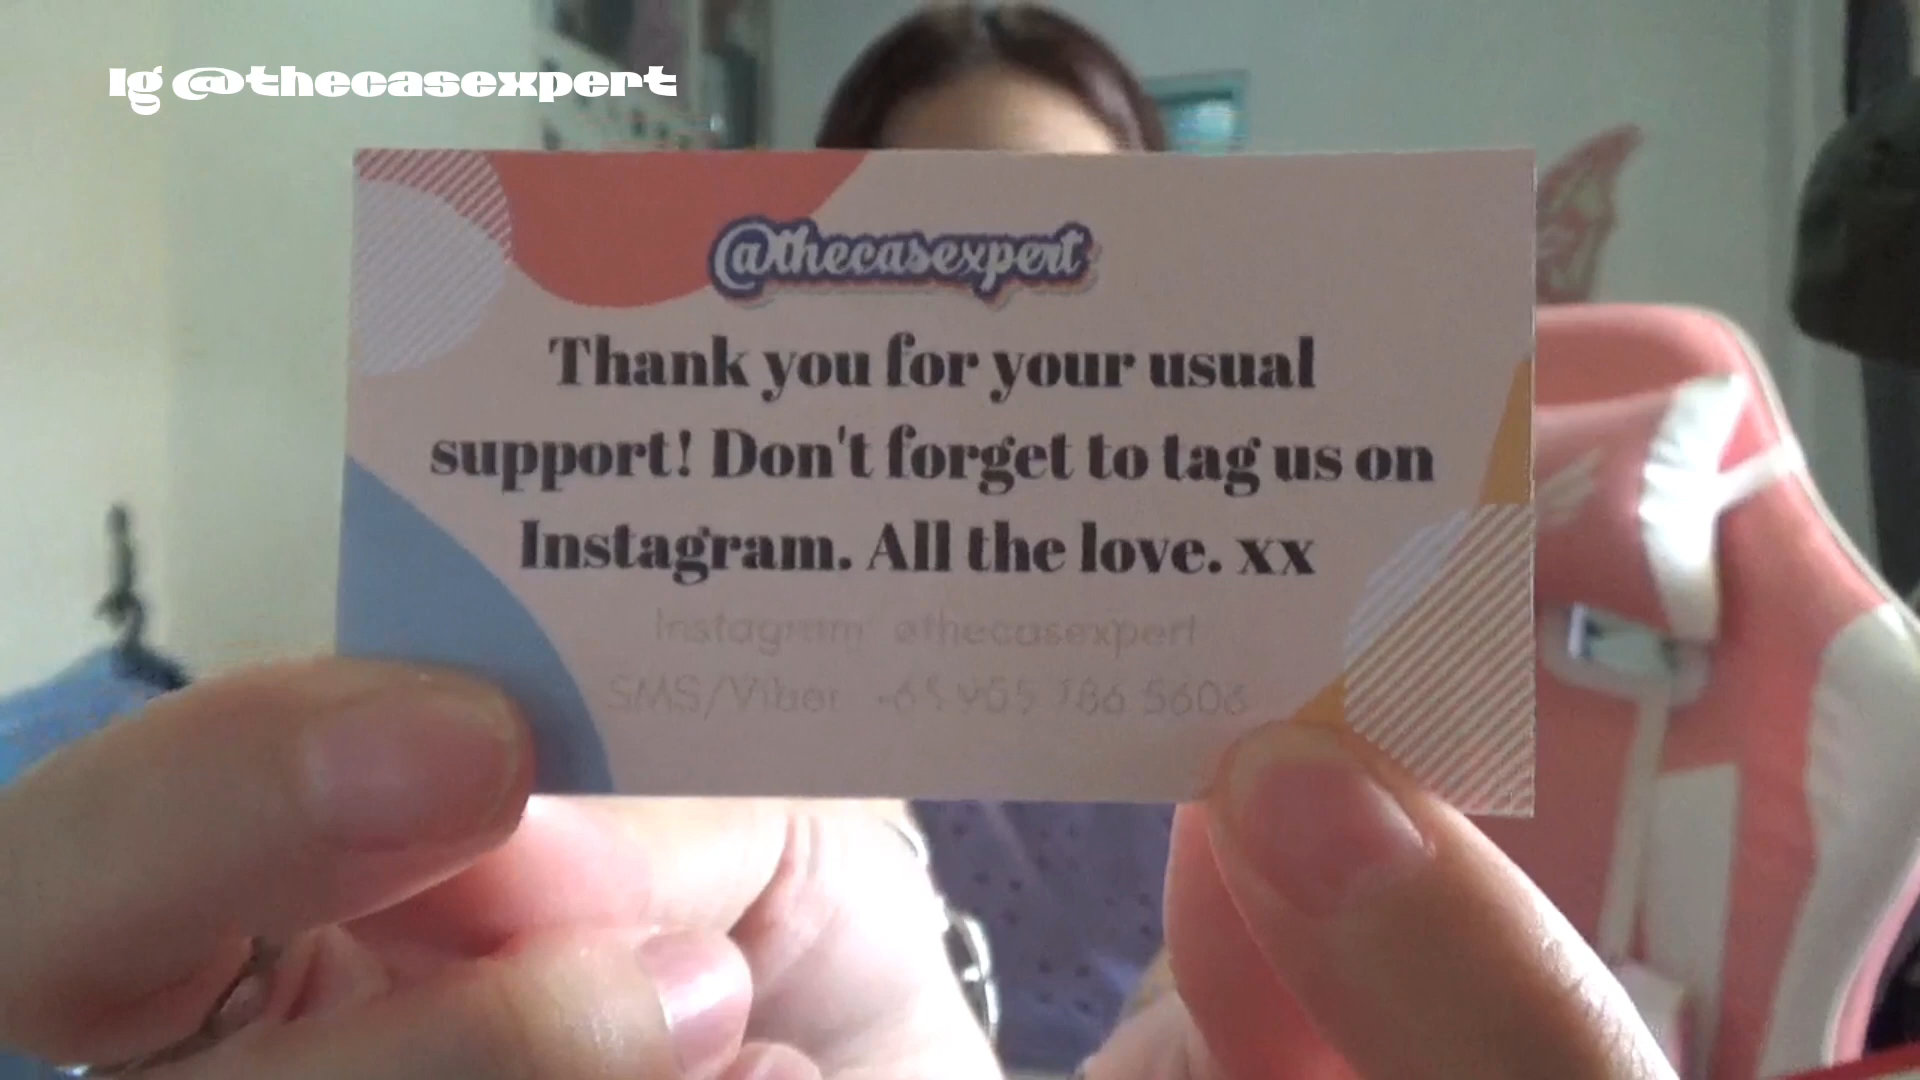 Ig @thecasexpert
@thecasexpert
Thank you for your usual
support! Don't forget to tag us on
Instagram. All the love. xx
Instagram @thecasexpert
SMS/Viber